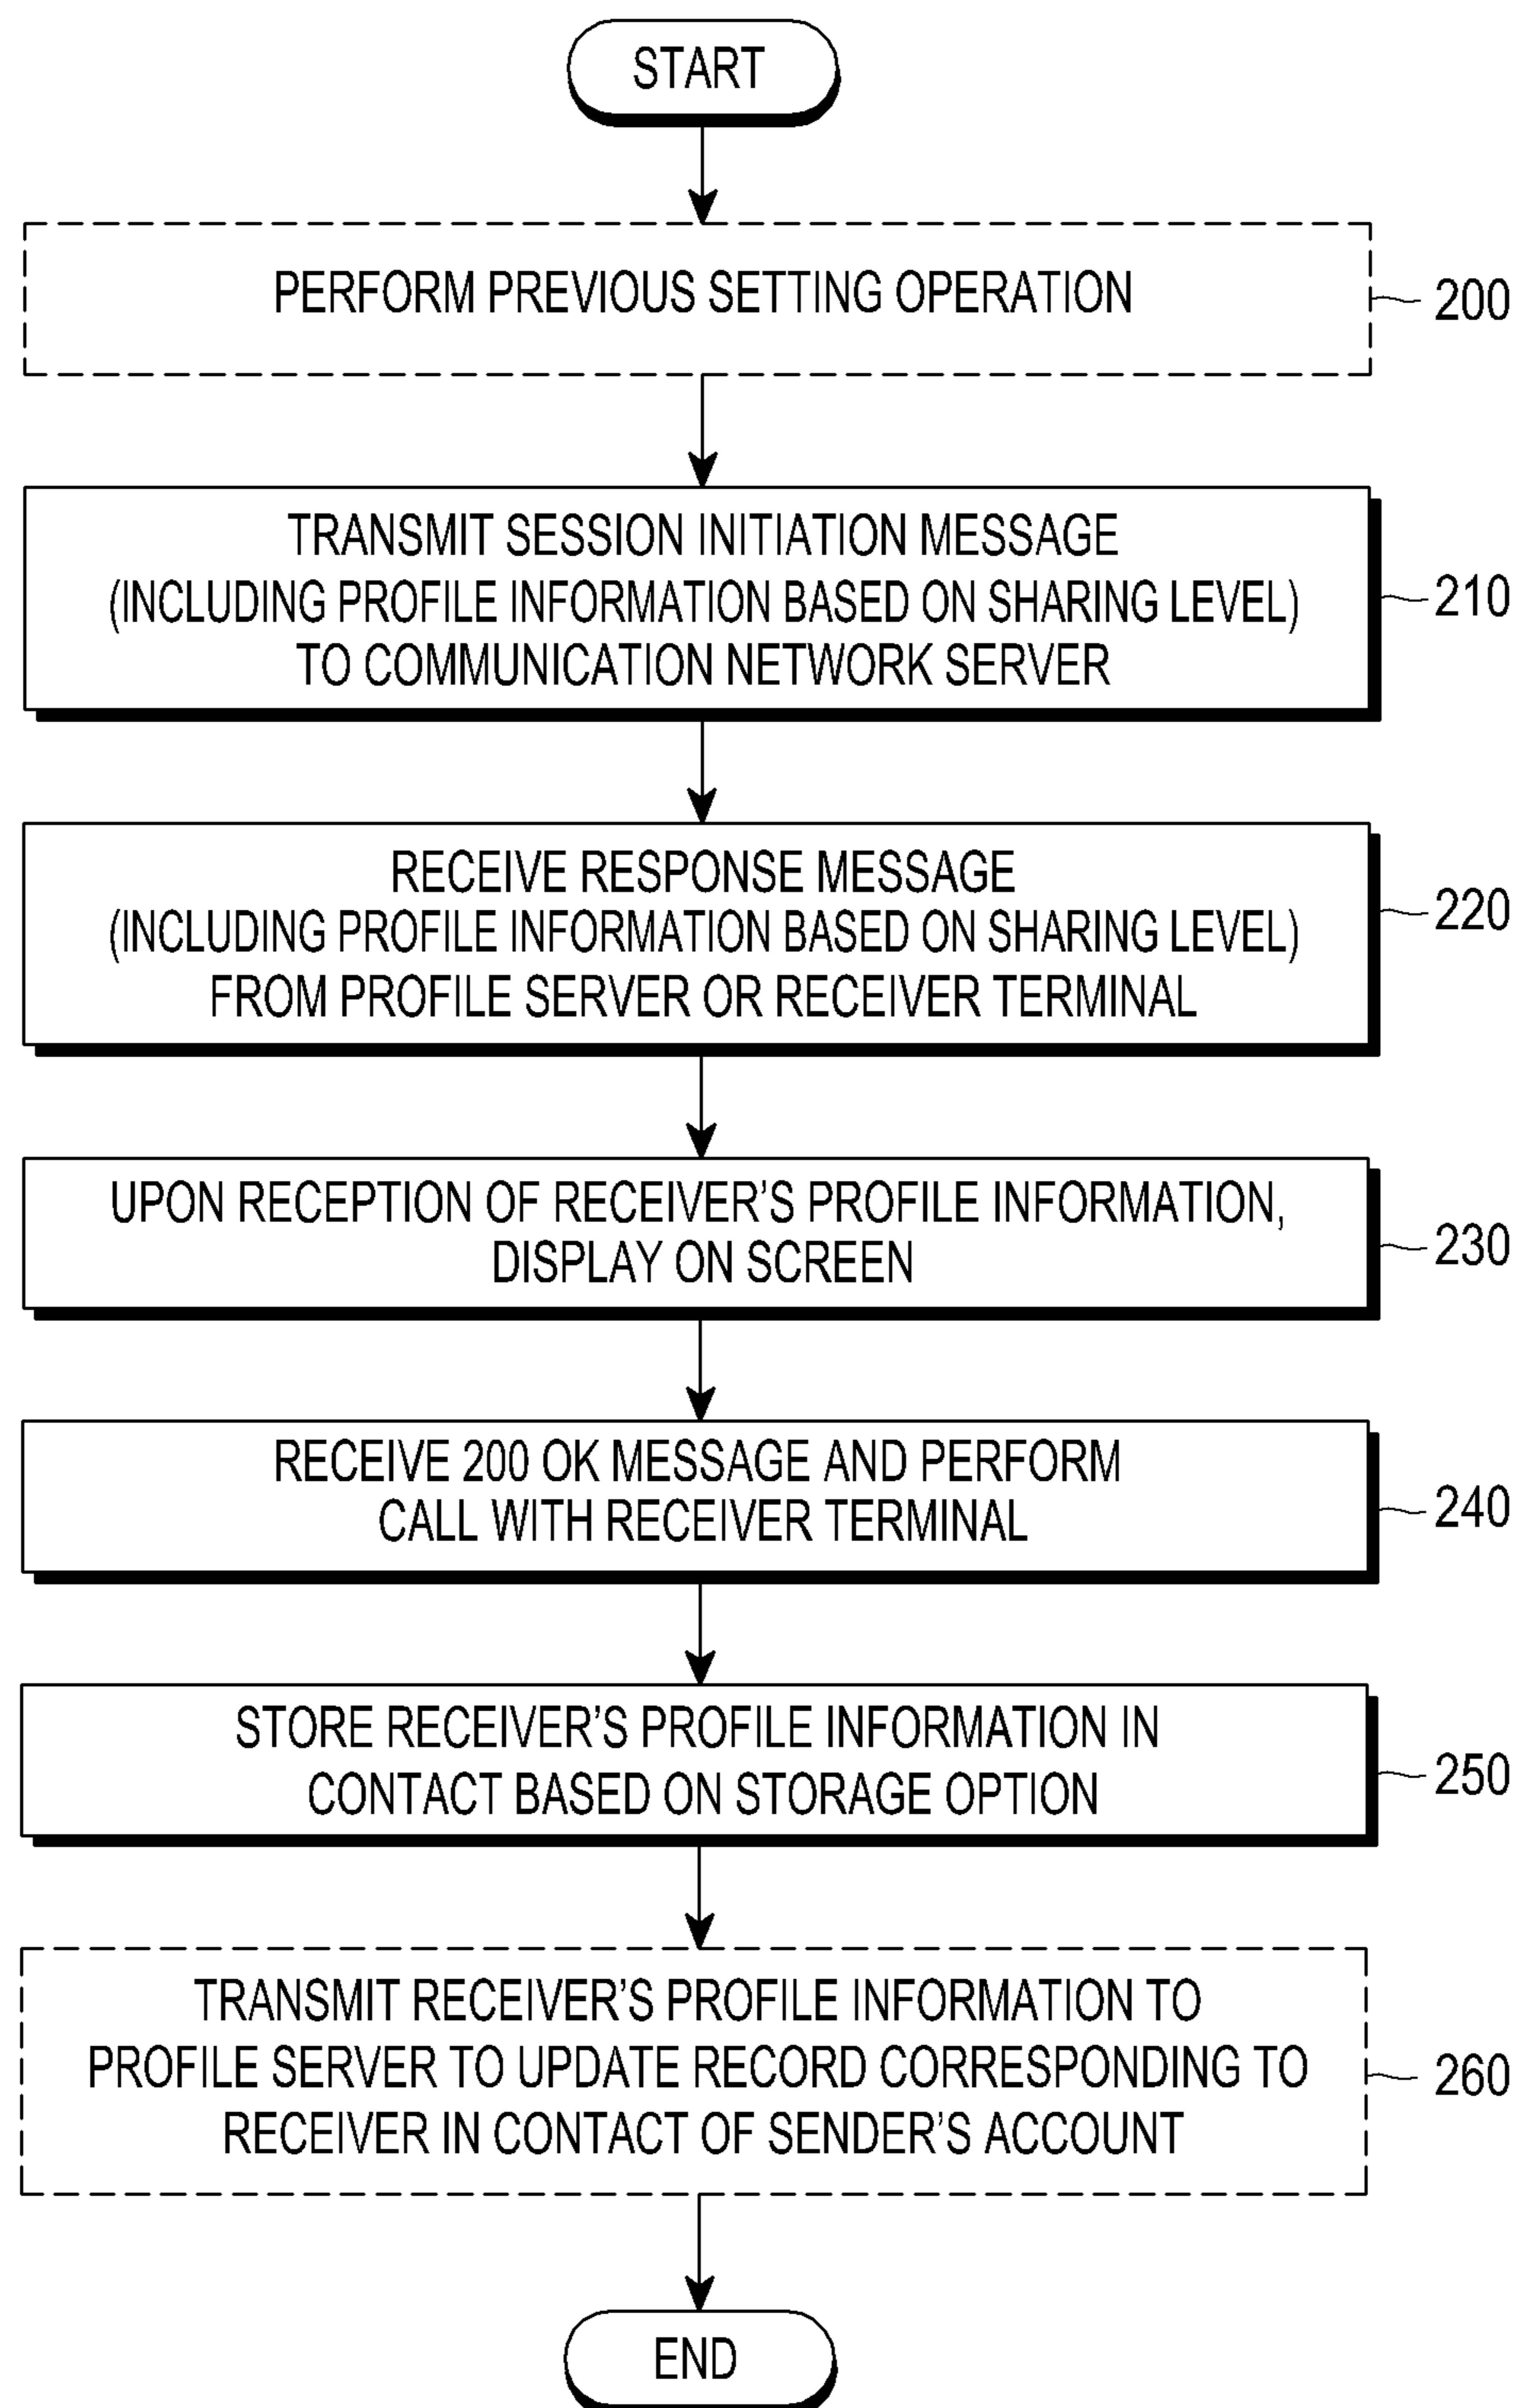 START
PERFORM PREVIOUS SETTING OPERATION
200
TRANSMIT SESSION INITIATION MESSAGE
(INCLUDING PROFILE INFORMATION BASED ON SHARING LEVEL)
TO COMMUNICATION NETWORK SERVER
210
RECEIVE RESPONSE MESSAGE
(INCLUDING PROFILE INFORMATION BASED ON SHARING LEVEL)
FROM PROFILE SERVER OR RECEIVER TERMINAL
220
UPON RECEPTION OF RECEIVER’S PROFILE INFORMATION,
DISPLAY ON SCREEN
230
RECEIVE 200 OK MESSAGE AND PERFORM
CALL WITH RECEIVER TERMINAL
240
STORE RECEIVER’S PROFILE INFORMATION IN
CONTACT BASED ON STORAGE OPTION
250
TRANSMIT RECEIVER’S PROFILE INFORMATION TO
PROFILE SERVER TO UPDATE RECORD CORRESPONDING TO
RECEIVER IN CONTACT OF SENDER’S ACCOUNT
260
END